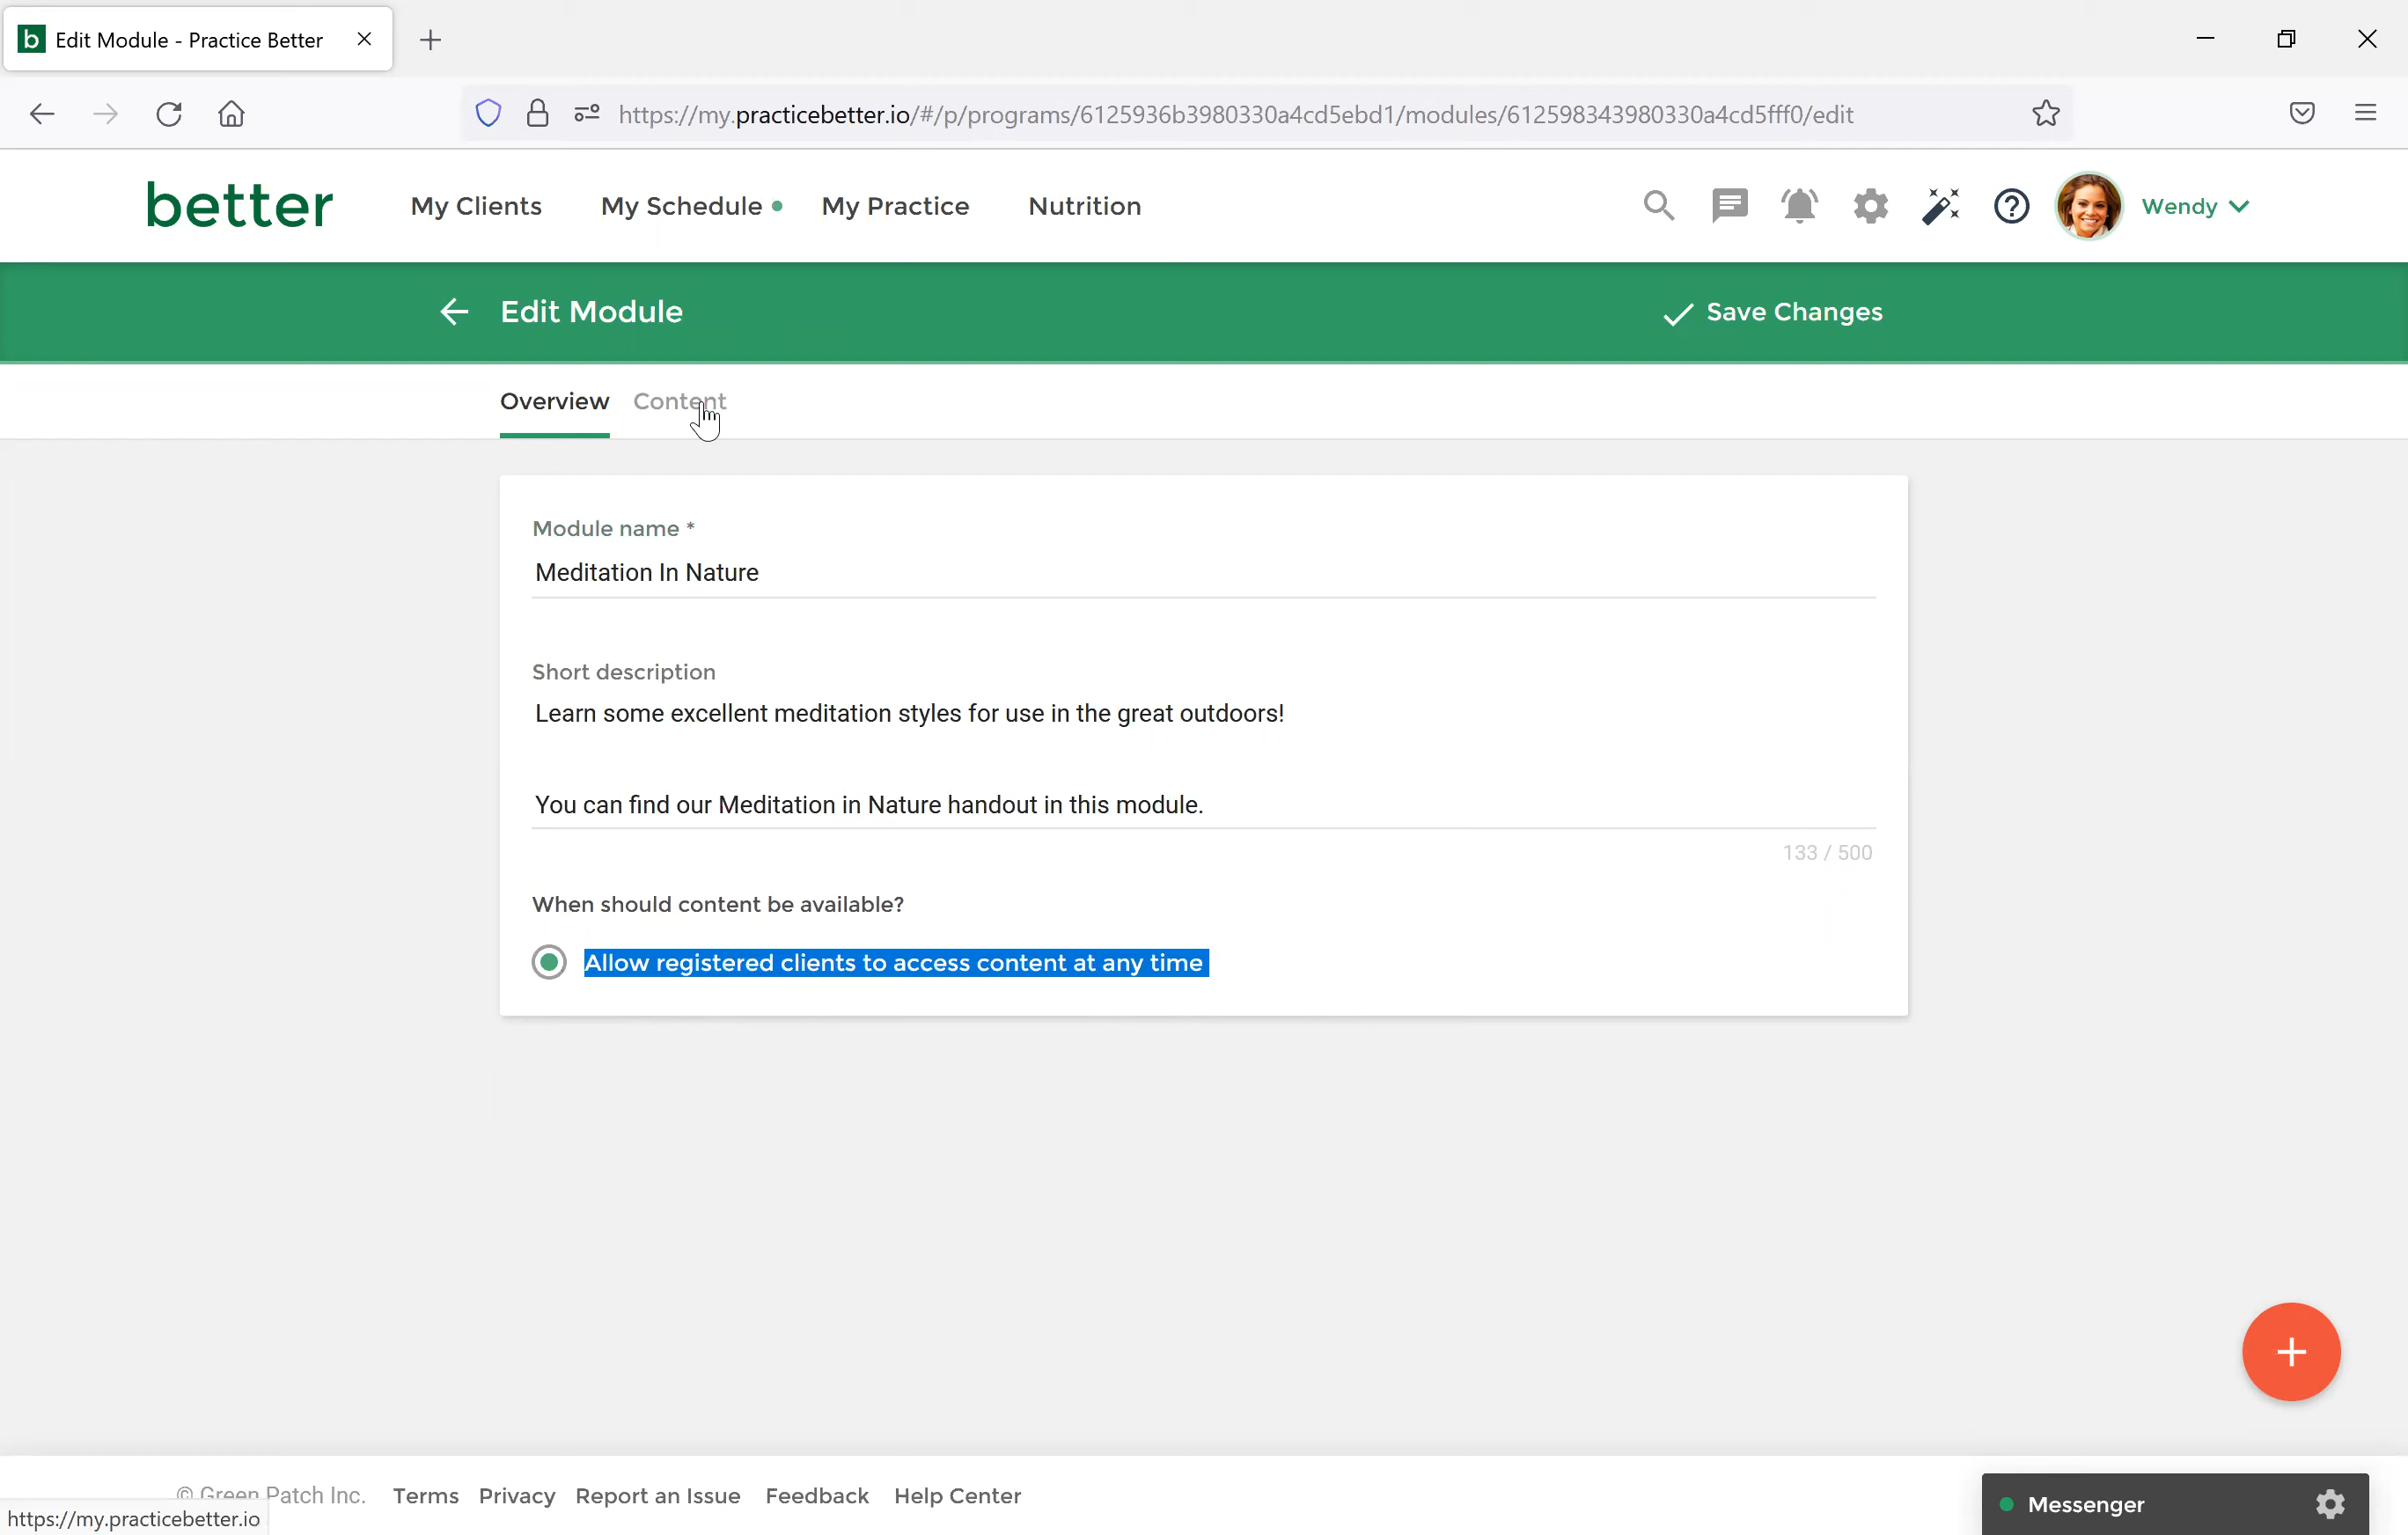 b Edit Module - Practice Better
https://my.practicebetter.io/#/p/programs/6125936b3980330a4cd5ebd1/modules/612598343980330a4cd5fff0/edit
better My Clients My Schedule My Practice Nutrition Wendy
Edit Module Save Changes
Overview Content
Module name *
Meditation In Nature
Short description
Learn some excellent meditation styles for use in the great outdoors!
You can find our Meditation in Nature handout in this module.
133 / 500
When should content be available?
Allow registered clients to access content at any time
+
© Green Patch Inc. Terms Privacy Report an Issue Feedback Help Center
Messenger
https://my.practicebetter.io